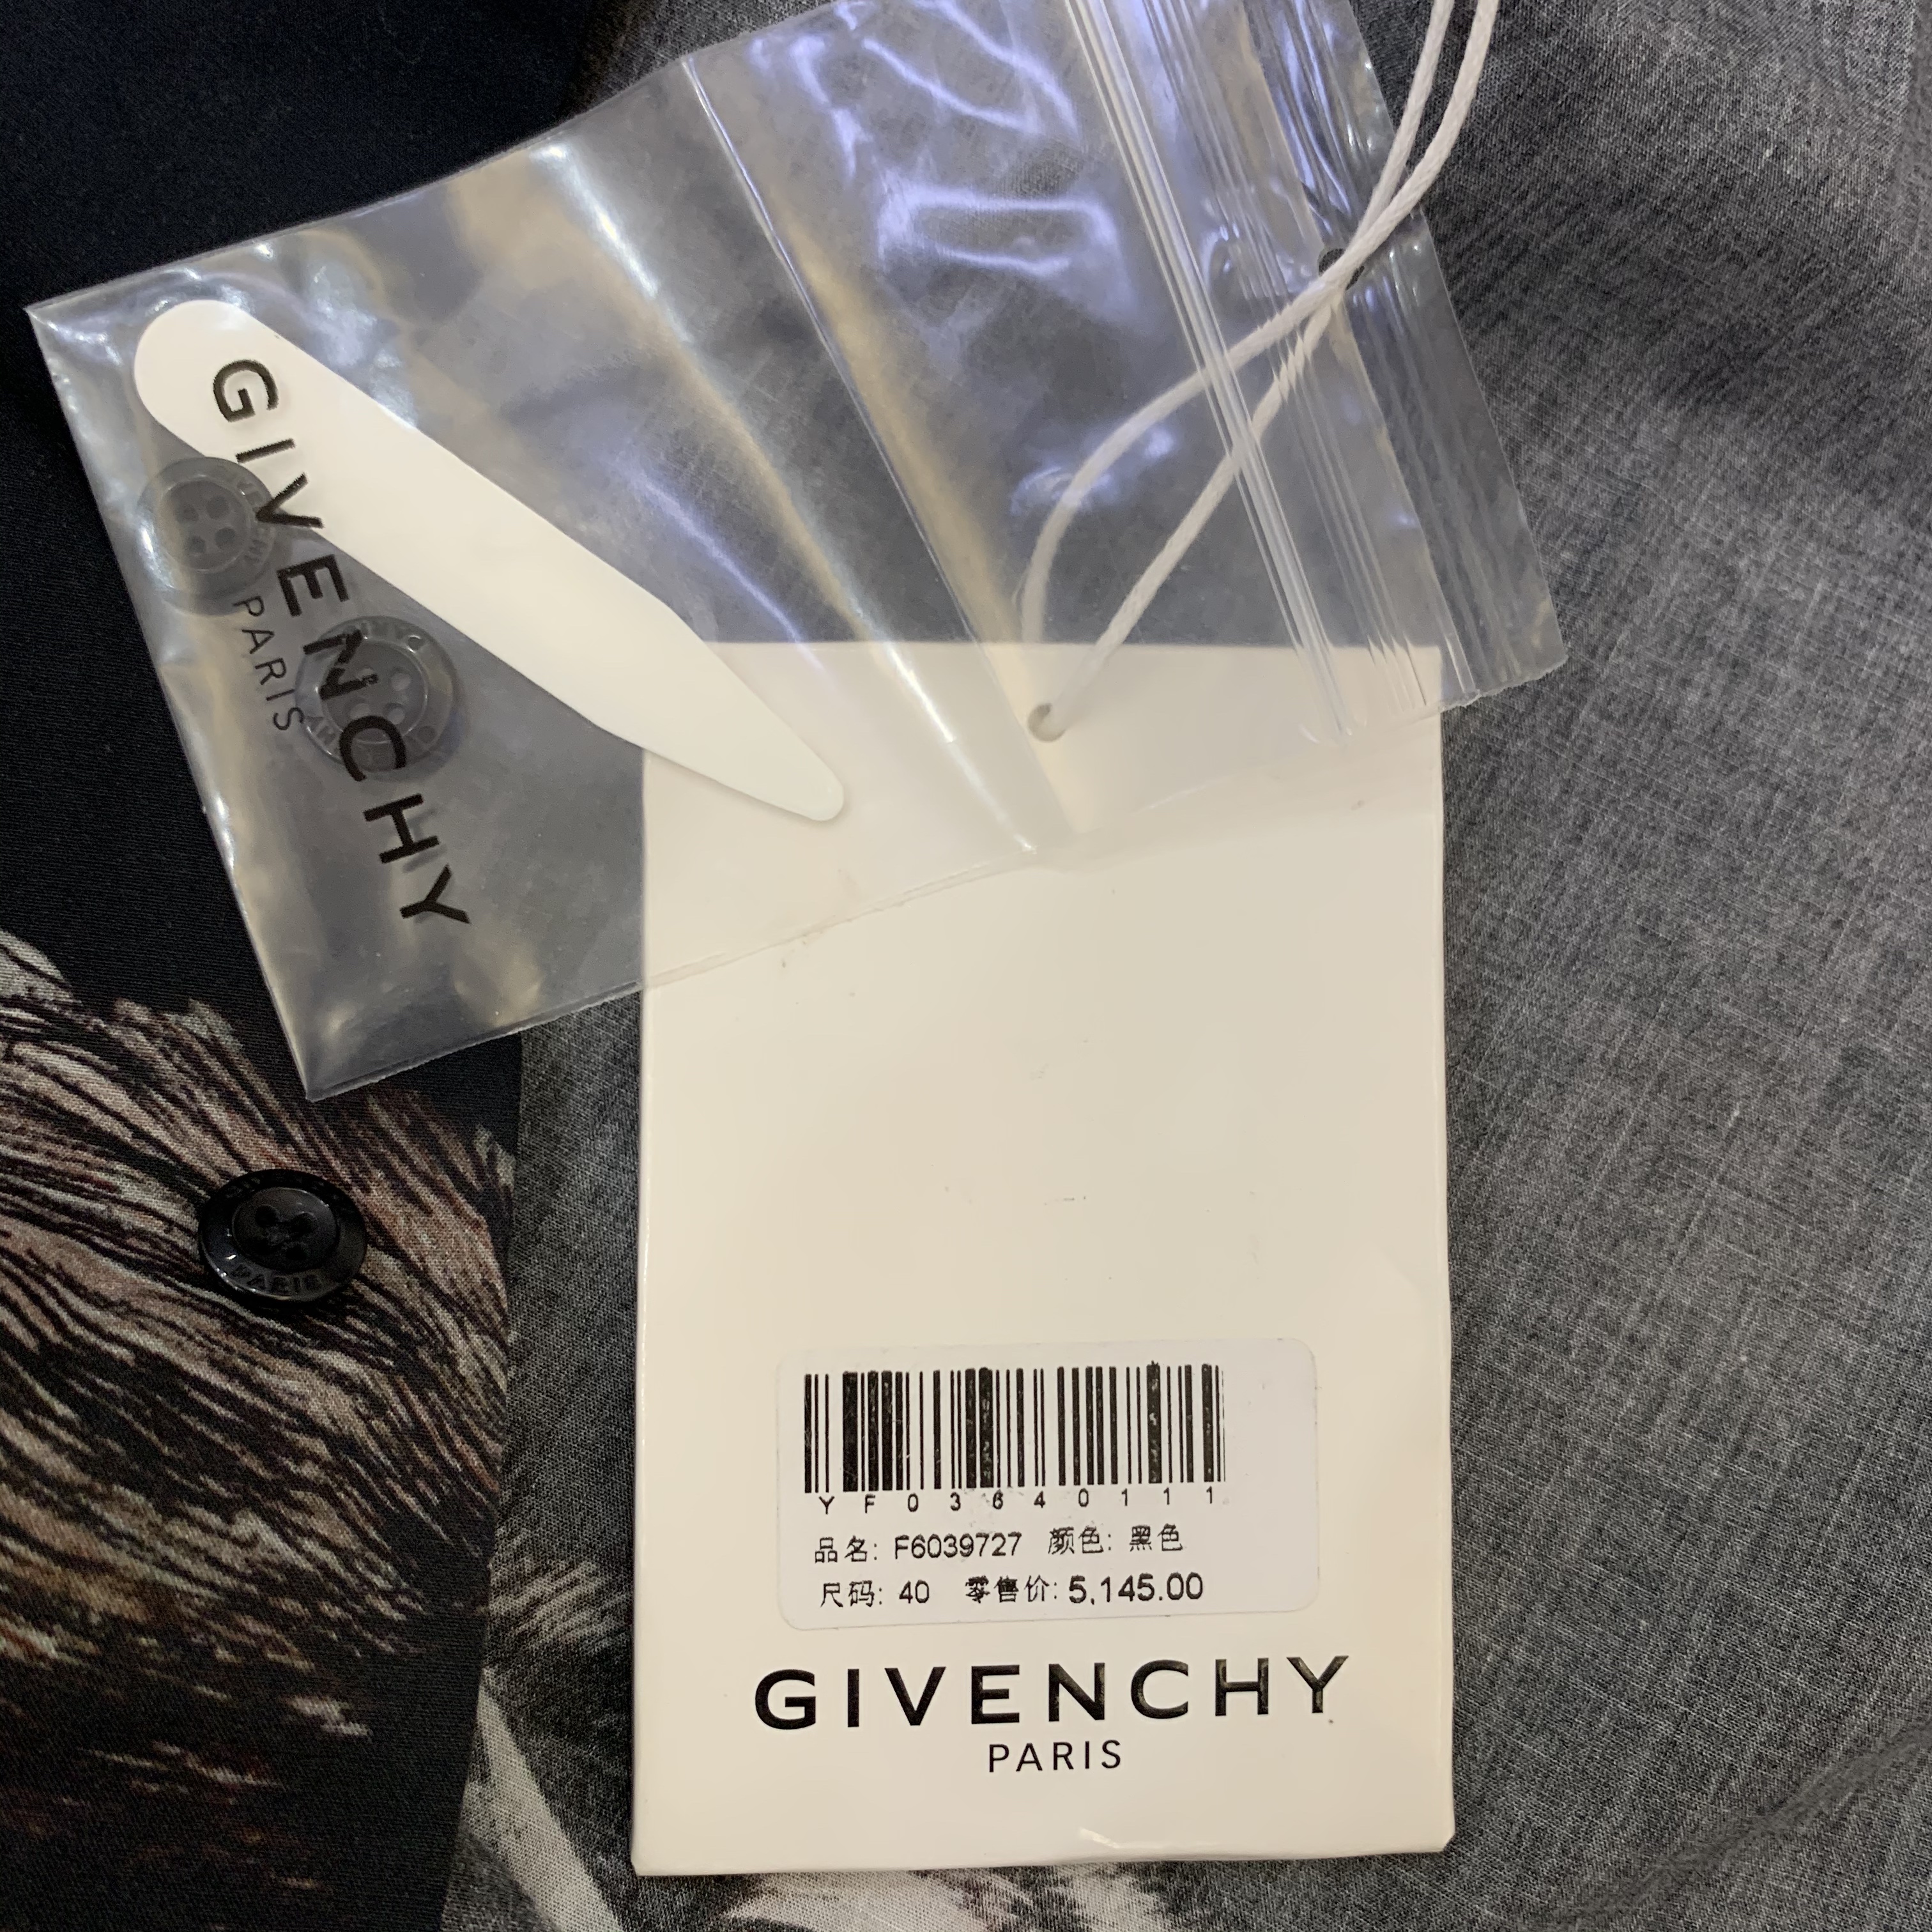 GIVENCHY
PARIS
PARIS
YF03640111
品名: F6039727 颜色: 黑色
尺码: 40 零售价: 5,145.00
GIVENCHY
PARIS